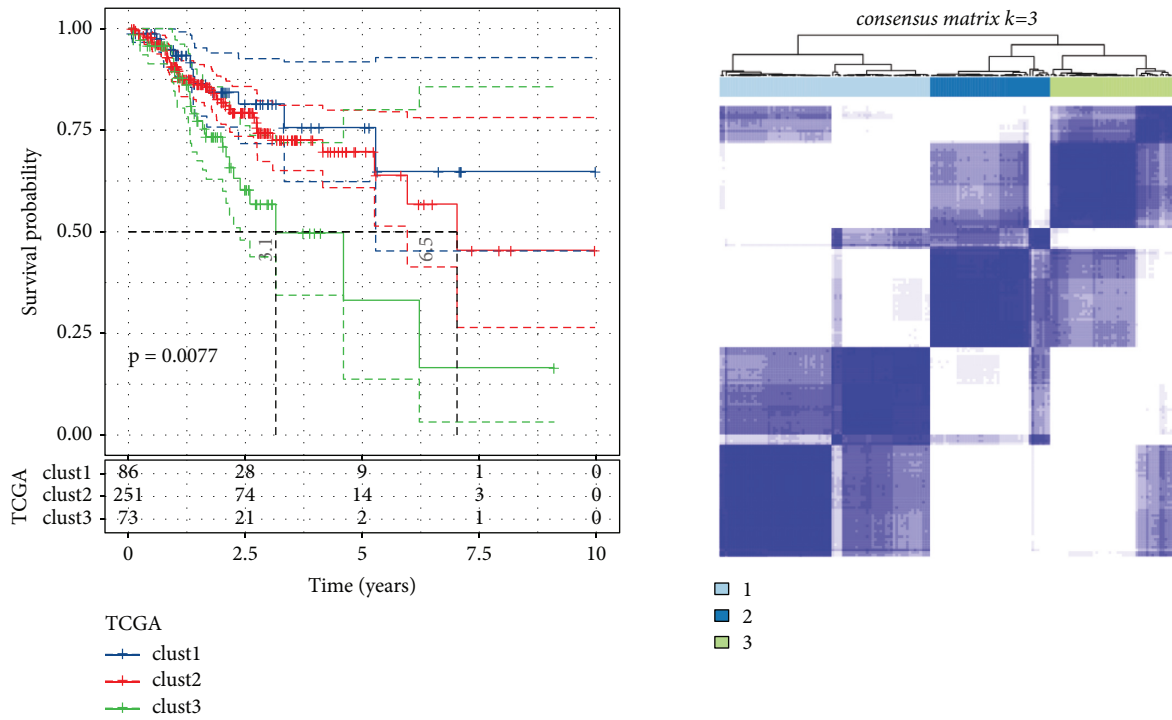 1.00
0.75
0.50
0.25
0.00
Survival probability
3.1
6.5
p = 0.0077
TCGA
clust1 86 28 9 1 0
clust2 251 74 14 3 0
clust3 73 21 2 1 0
0 2.5 5 7.5 10
Time (years)
TCGA
clust1
clust2
clust3
consensus matrix k=3
1
2
3